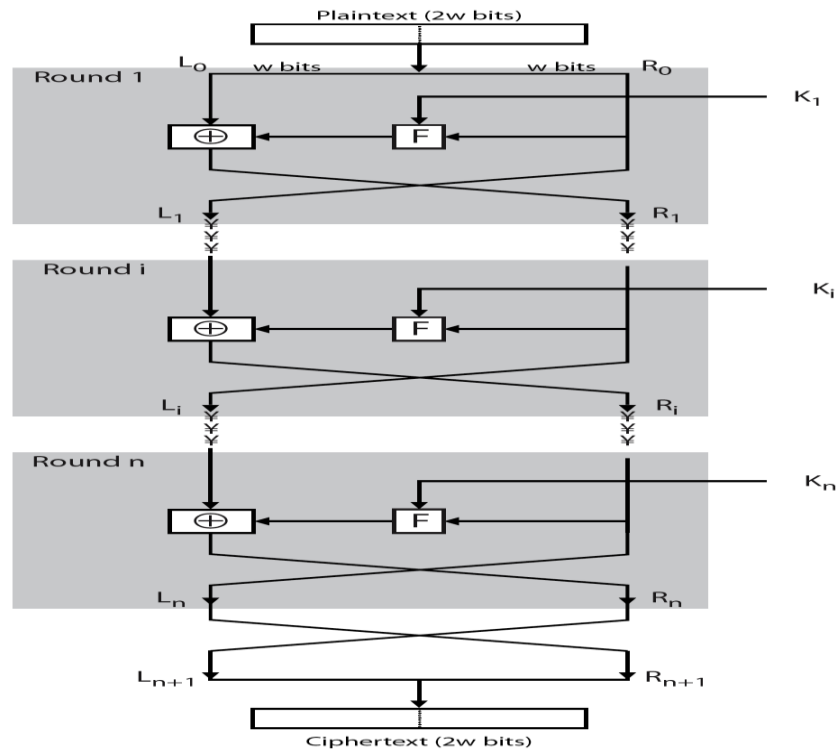 Plaintext (2w bits)
Round 1
L0 w bits w bits R0
K1
⊕ F
L1 R1
¥ ¥
¥ ¥
¥ ¥
Round i
Ki
⊕ F
Li Ri
¥ ¥
¥ ¥
¥ ¥
Round n
Kn
⊕ F
Ln Rn
Ln+1 Rn+1
Ciphertext (2w bits)